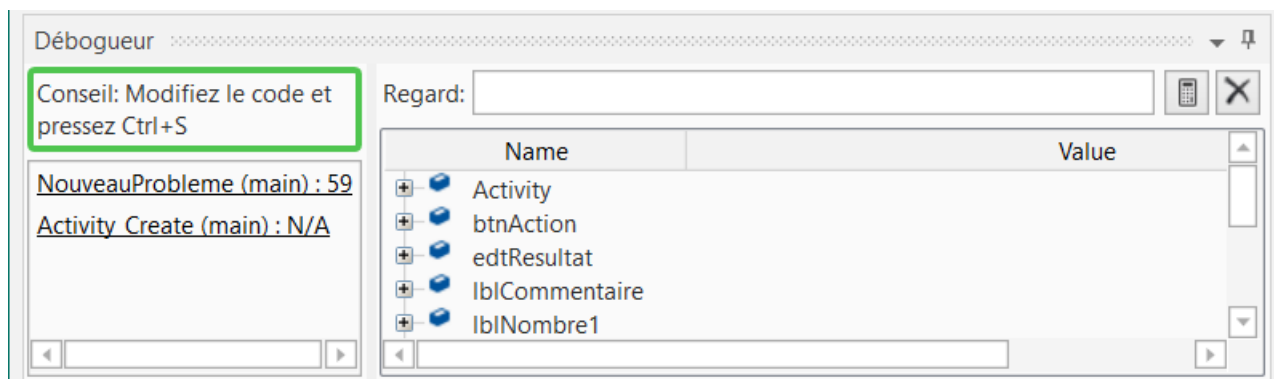 Débogueur
Conseil: Modifiez le code et
pressez Ctrl+S
NouveauProbleme (main) : 59
Activity_Create (main) : N/A
Regard:
Name Value
Activity
btnAction
edtResultat
lblCommentaire
lblNombre1